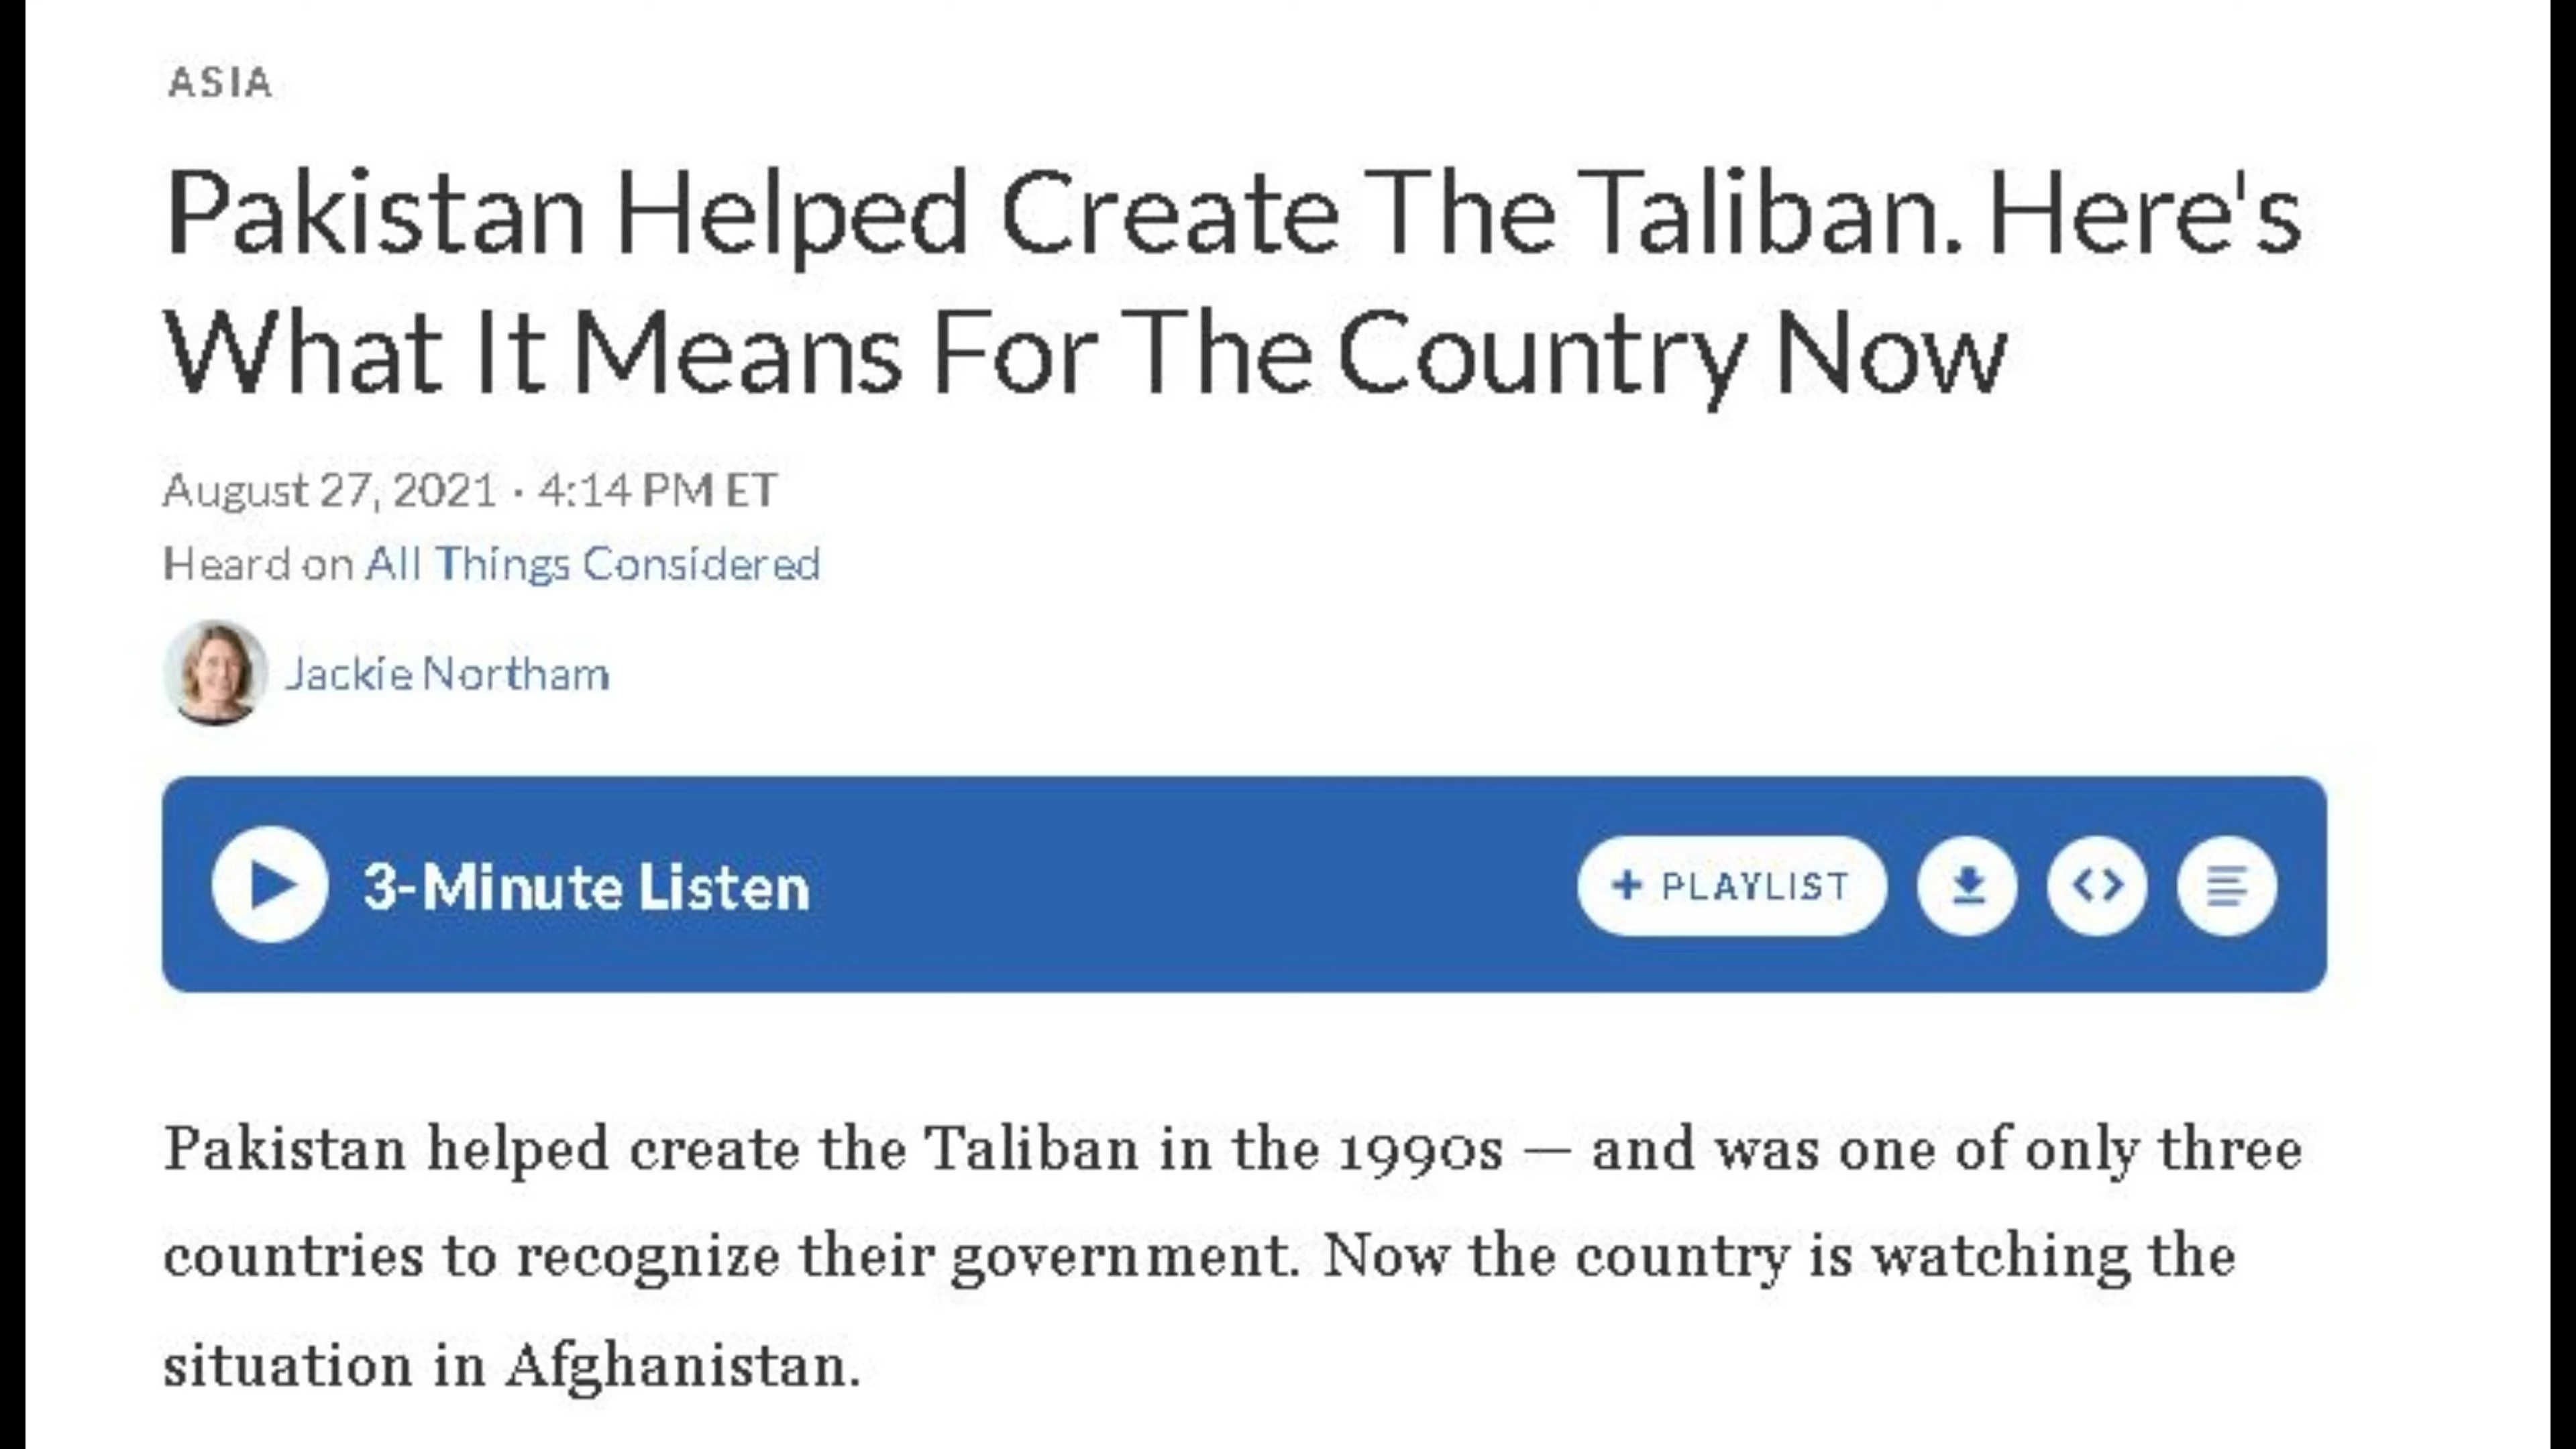 ASIA
Pakistan Helped Create The Taliban. Here's
What It Means For The Country Now
August 27, 2021 · 4:14 PM ET
Heard on All Things Considered
Jackie Northam
3-Minute Listen
+ PLAYLIST
Pakistan helped create the Taliban in the 1990s — and was one of only three
countries to recognize their government. Now the country is watching the
situation in Afghanistan.